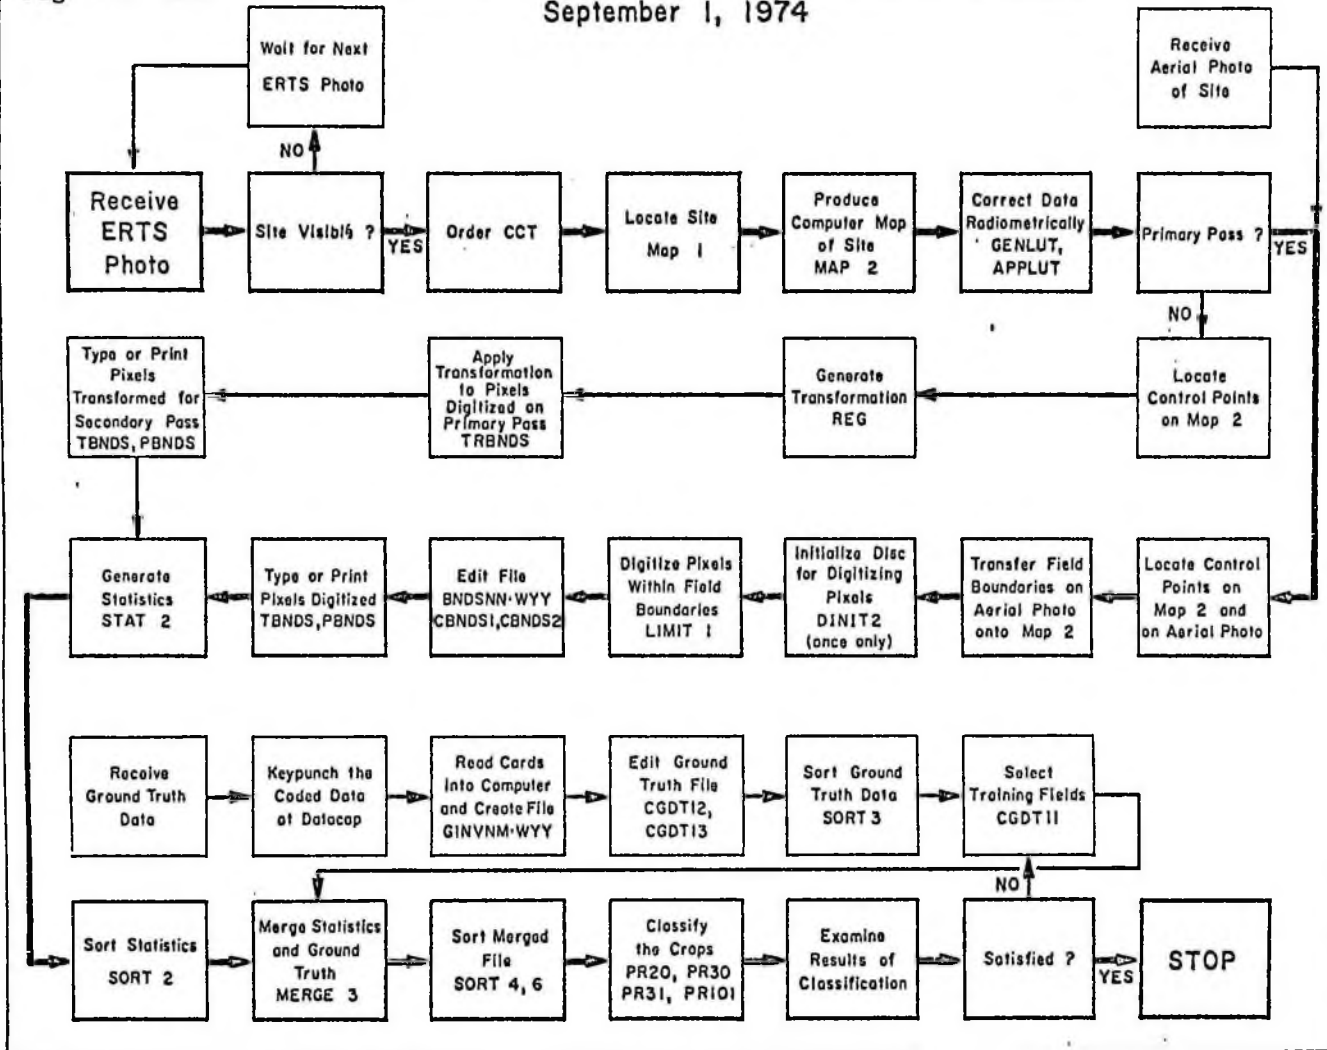 September 1, 1974
Wait for Next
ERTS Photo
Receive
Aerial Photo
of Site
NO
Receive
ERTS
Photo
Site Visible ?
YES
Order CCT
Locate Site
Map 1
Produce
Computer Map
of Site
MAP 2
Correct Data
Radiometrically
GENLUT,
APPLUT
Primary Pass ?
YES
NO
Type or Print
Pixels
Transformed for
Secondary Pass
TBNDS, PBNDS
Apply
Transformation
to Pixels
Digitized on
Primary Pass
TRBNDS
Generate
Transformation
REG
Locate
Control Points
on Map 2
Generate
Statistics
STAT 2
Type or Print
Pixels Digitized
TBNDS, PBNDS
Edit File
BNDSNN·WYY
CBNDS1, CBNDS2
Digitize Pixels
Within Field
Boundaries
LIMIT 1
Initialize Disc
for Digitizing
Pixels
DINIT2
(once only)
Transfer Field
Boundaries on
Aerial Photo
onto Map 2
Locate Control
Points on
Map 2 and
on Aerial Photo
Receive
Ground Truth
Data
Keypunch the
Coded Data
at Datacap
Read Cards
Into Computer
and Create File
GINVNM·WYY
Edit Ground
Truth File
CGDT12,
CGDT13
Sort Ground
Truth Data
SORT 3
Select
Training Fields
CGDT11
NO
Sort Statistics
SORT 2
Merge Statistics
and Ground
Truth
MERGE 3
Sort Merged
File
SORT 4, 6
Classify
the Crops
PR20, PR30
PR31, PR101
Examine
Results of
Classification
Satisfied ?
YES
STOP